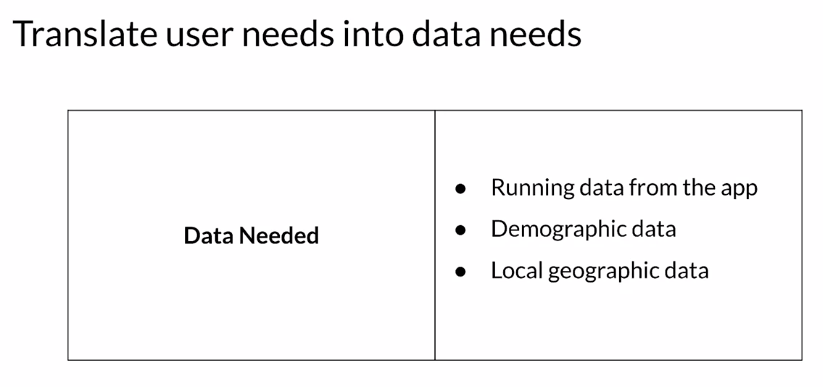 Translate user needs into data needs
Data Needed
● Running data from the app
● Demographic data
● Local geographic data